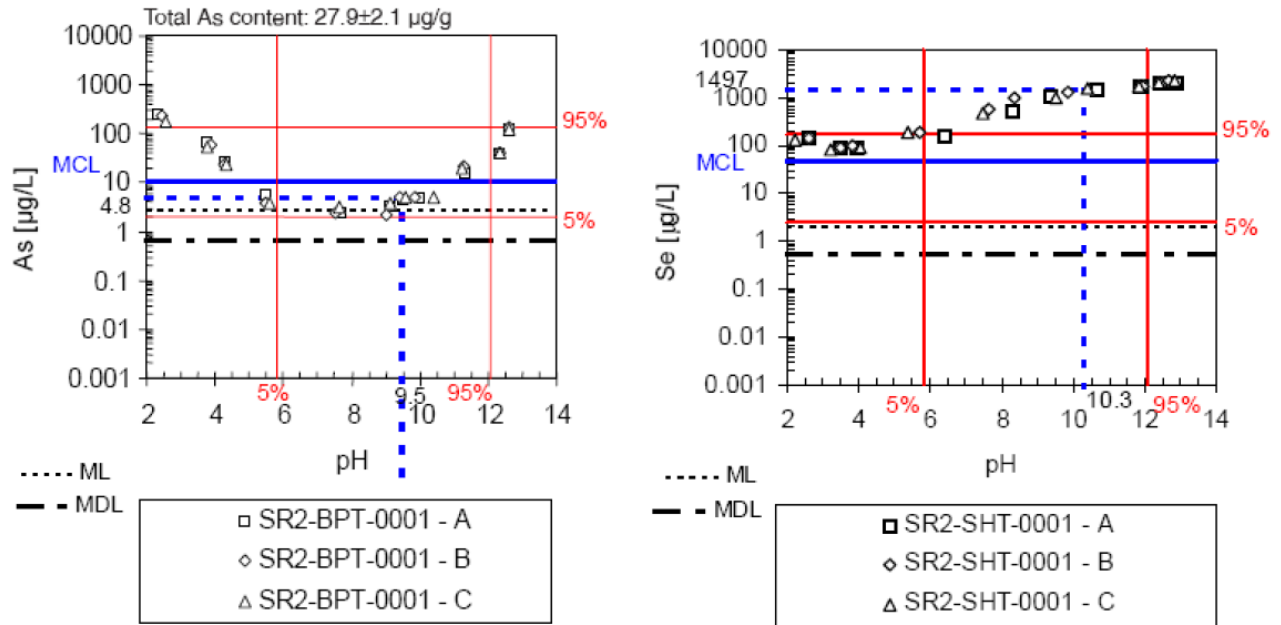 Total As content: 27.9±2.1 µg/g
10000
1000
100
10
4.8
1
0.1
0.01
0.001
MCL
As [µg/L]
95%
5%
2 4 6 8 10 12 14
5%
9.5
95%
pH
ML
MDL
SR2-BPT-0001 - A
SR2-BPT-0001 - B
SR2-BPT-0001 - C
10000
1497
1000
100
10
1
0.1
0.01
0.001
MCL
Se [µg/L]
95%
5%
5%
10.3
95%
2 4 6 8 10 12 14
pH
ML
MDL
SR2-SHT-0001 - A
SR2-SHT-0001 - B
SR2-SHT-0001 - C